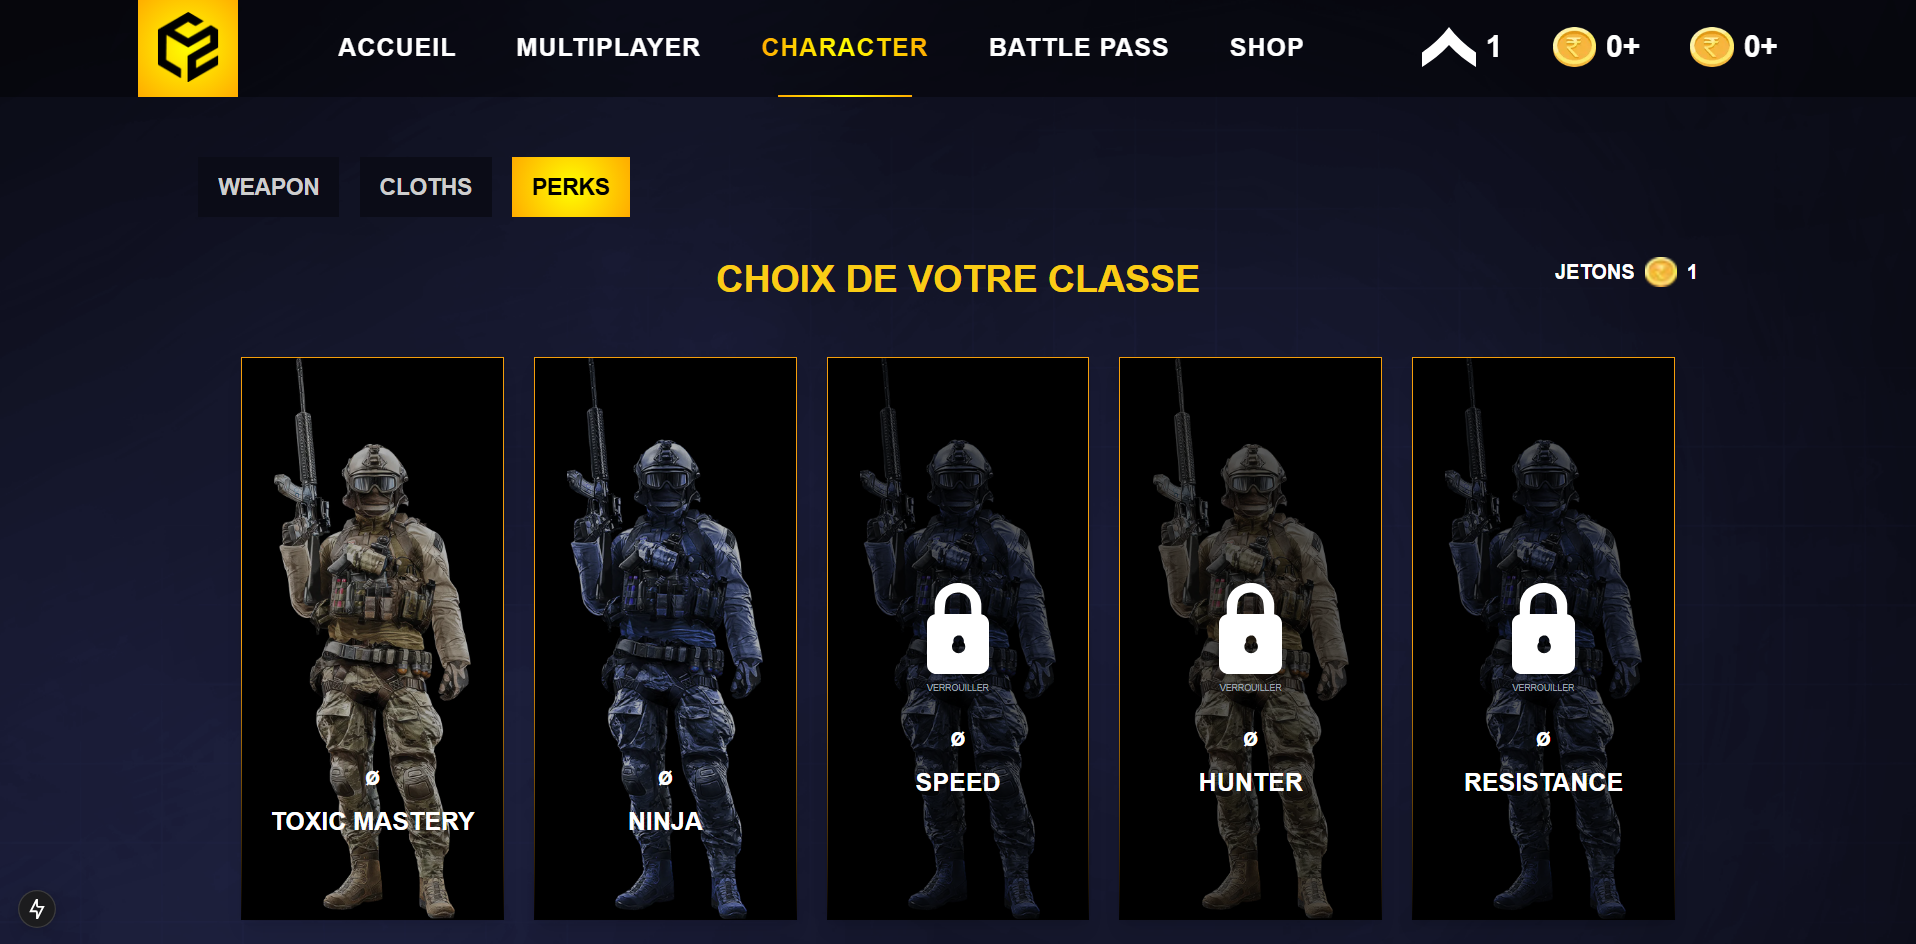 ACCUEIL MULTIPLAYER CHARACTER BATTLE PASS SHOP 1 0+ 0+
WEAPON CLOTHS PERKS
CHOIX DE VOTRE CLASSE
JETONS 1
Ø
TOXIC MASTERY
Ø
NINJA
VERROUILLER
Ø
SPEED
VERROUILLER
Ø
HUNTER
VERROUILLER
Ø
RESISTANCE